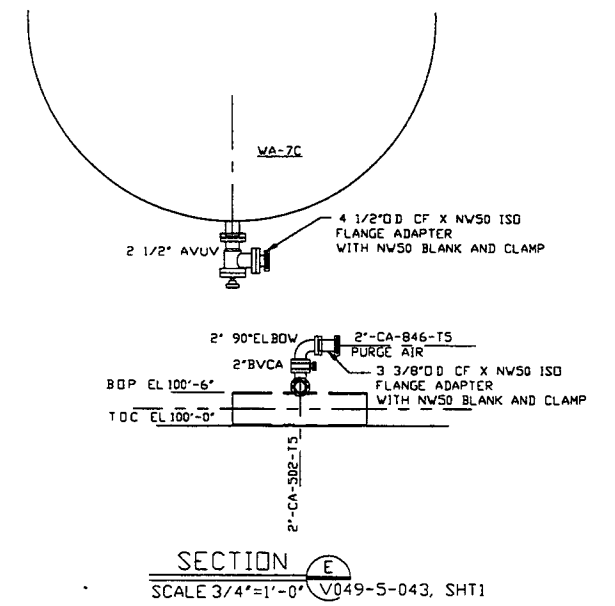 WA-7C
4 1/2"OD CF X NW50 ISO
FLANGE ADAPTER
WITH NW50 BLANK AND CLAMP
2 1/2" AVUV
2" 90°ELBOW
2"-CA-846-T5
PURGE AIR
2"BVCA
3 3/8"OD CF X NW50 ISO
FLANGE ADAPTER
WITH NW50 BLANK AND CLAMP
BOP EL 100'-6"
TOC EL 100'-0"
2"-CA-502-T5
SECTION E
SCALE 3/4"=1'-0" V049-5-043, SHT1